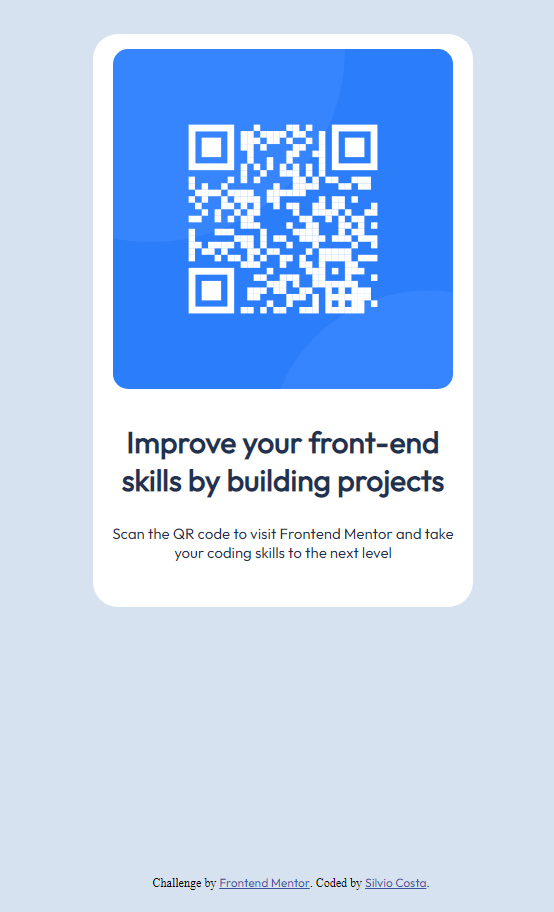 Improve your front-end
skills by building projects
Scan the QR code to visit Frontend Mentor and take
your coding skills to the next level
Challenge by Frontend Mentor. Coded by Silvio Costa.